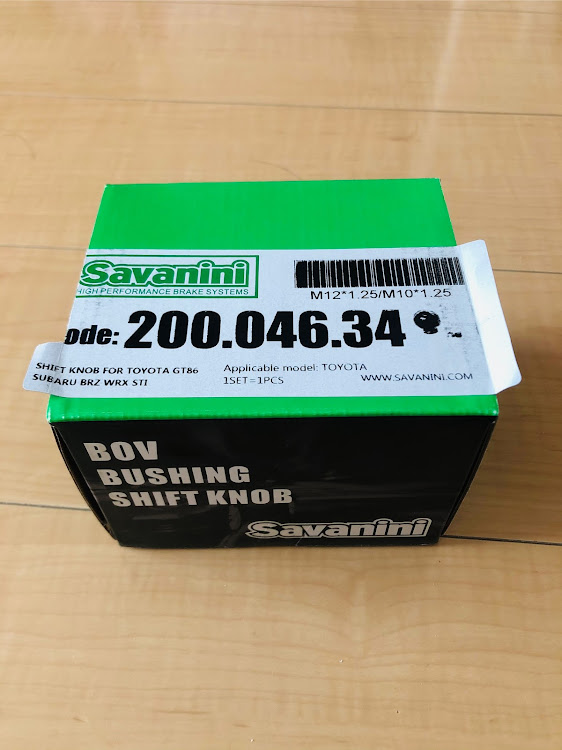 Savanini
HIGH PERFORMANCE BRAKE SYSTEMS
M12*1.25/M10*1.25
ode: 200.046.34
SHIFT KNOB FOR TOYOTA GT86
SUBARU BRZ WRX STI
Applicable model: TOYOTA
1SET=1PCS
WWW.SAVANINI.COM
BOV
BUSHING
SHIFT KNOB
Savanini